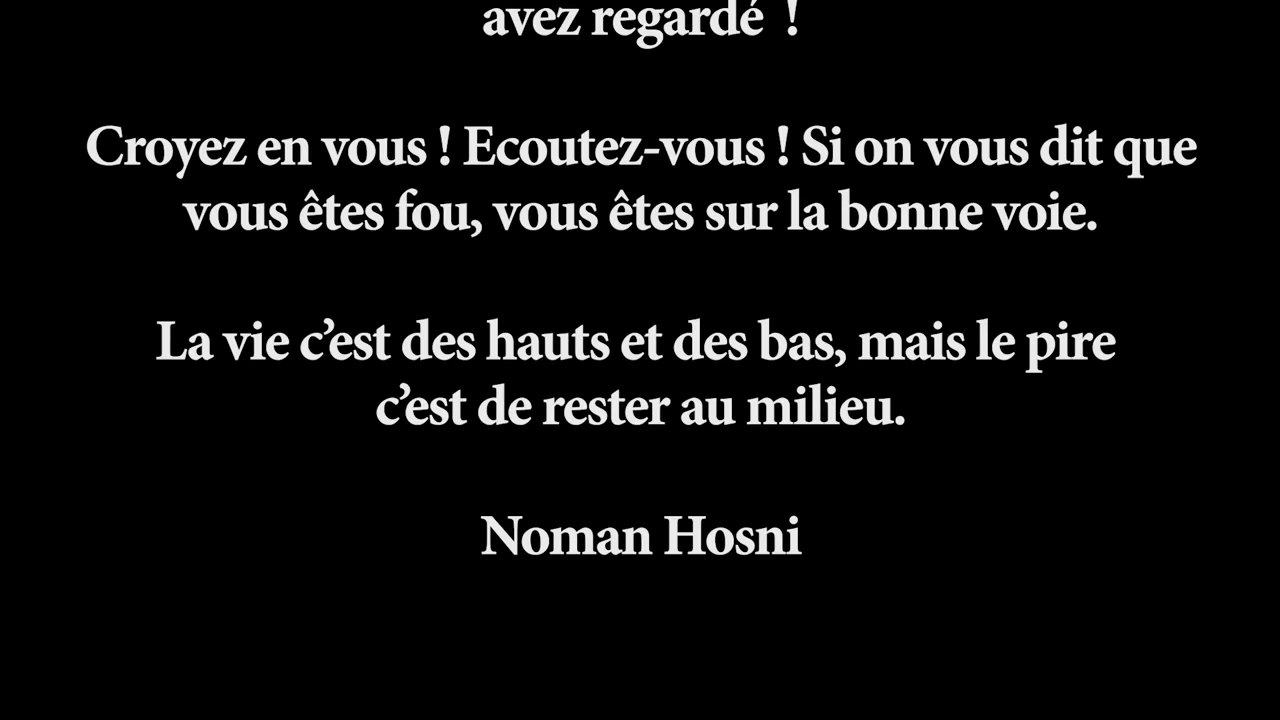 avez regardé  !
Croyez en vous ! Ecoutez-vous ! Si on vous dit que
vous êtes fou, vous êtes sur la bonne voie.
La vie c’est des hauts et des bas, mais le pire
c’est de rester au milieu.
Noman Hosni